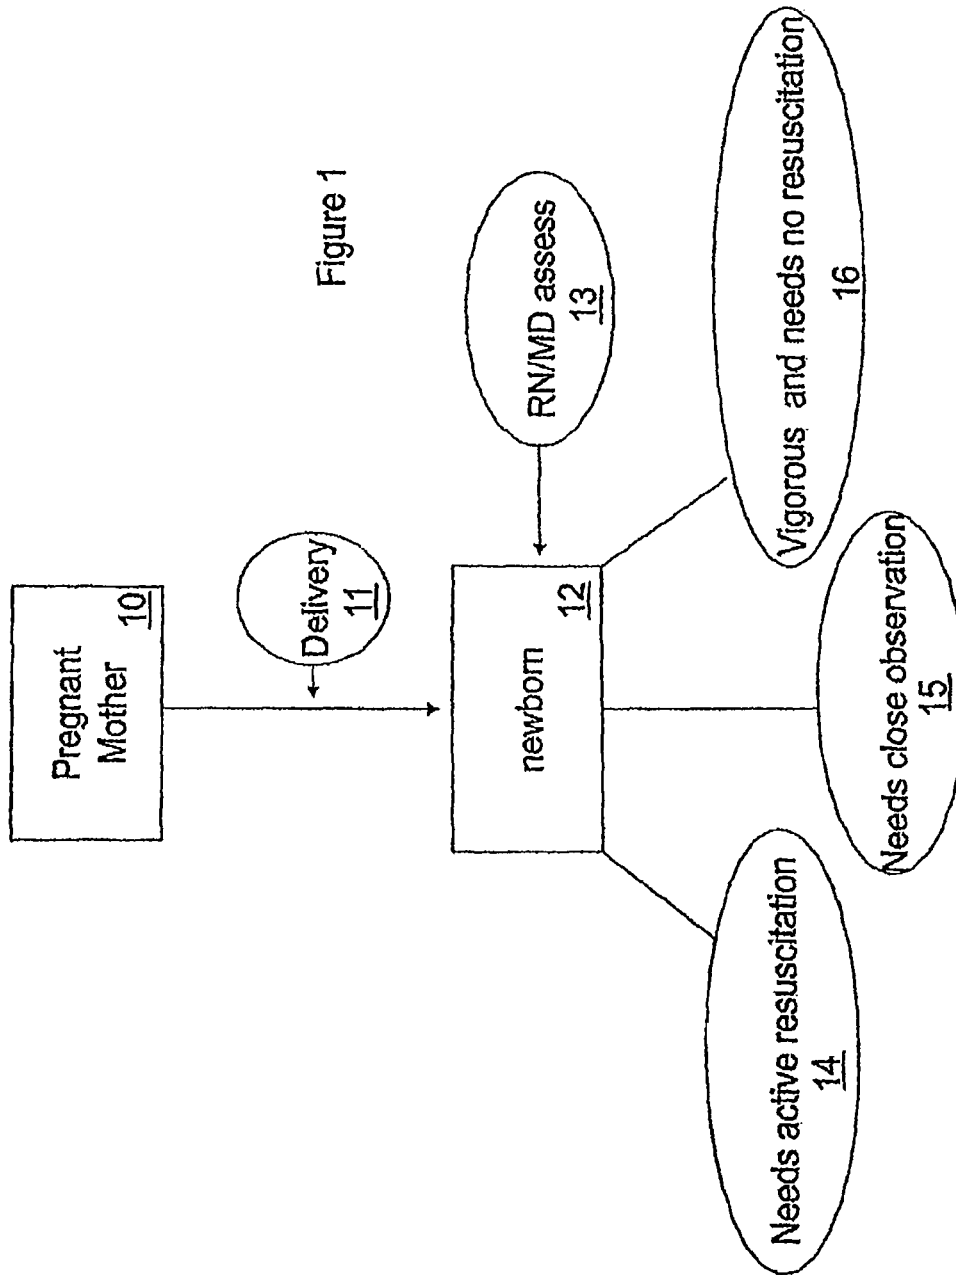 Figure 1
Pregnant
Mother
10
Delivery
11
newborn
12
RN/MD assess
13
Needs active resuscitation
14
Needs close observation
15
Vigorous and needs no resuscitation
16